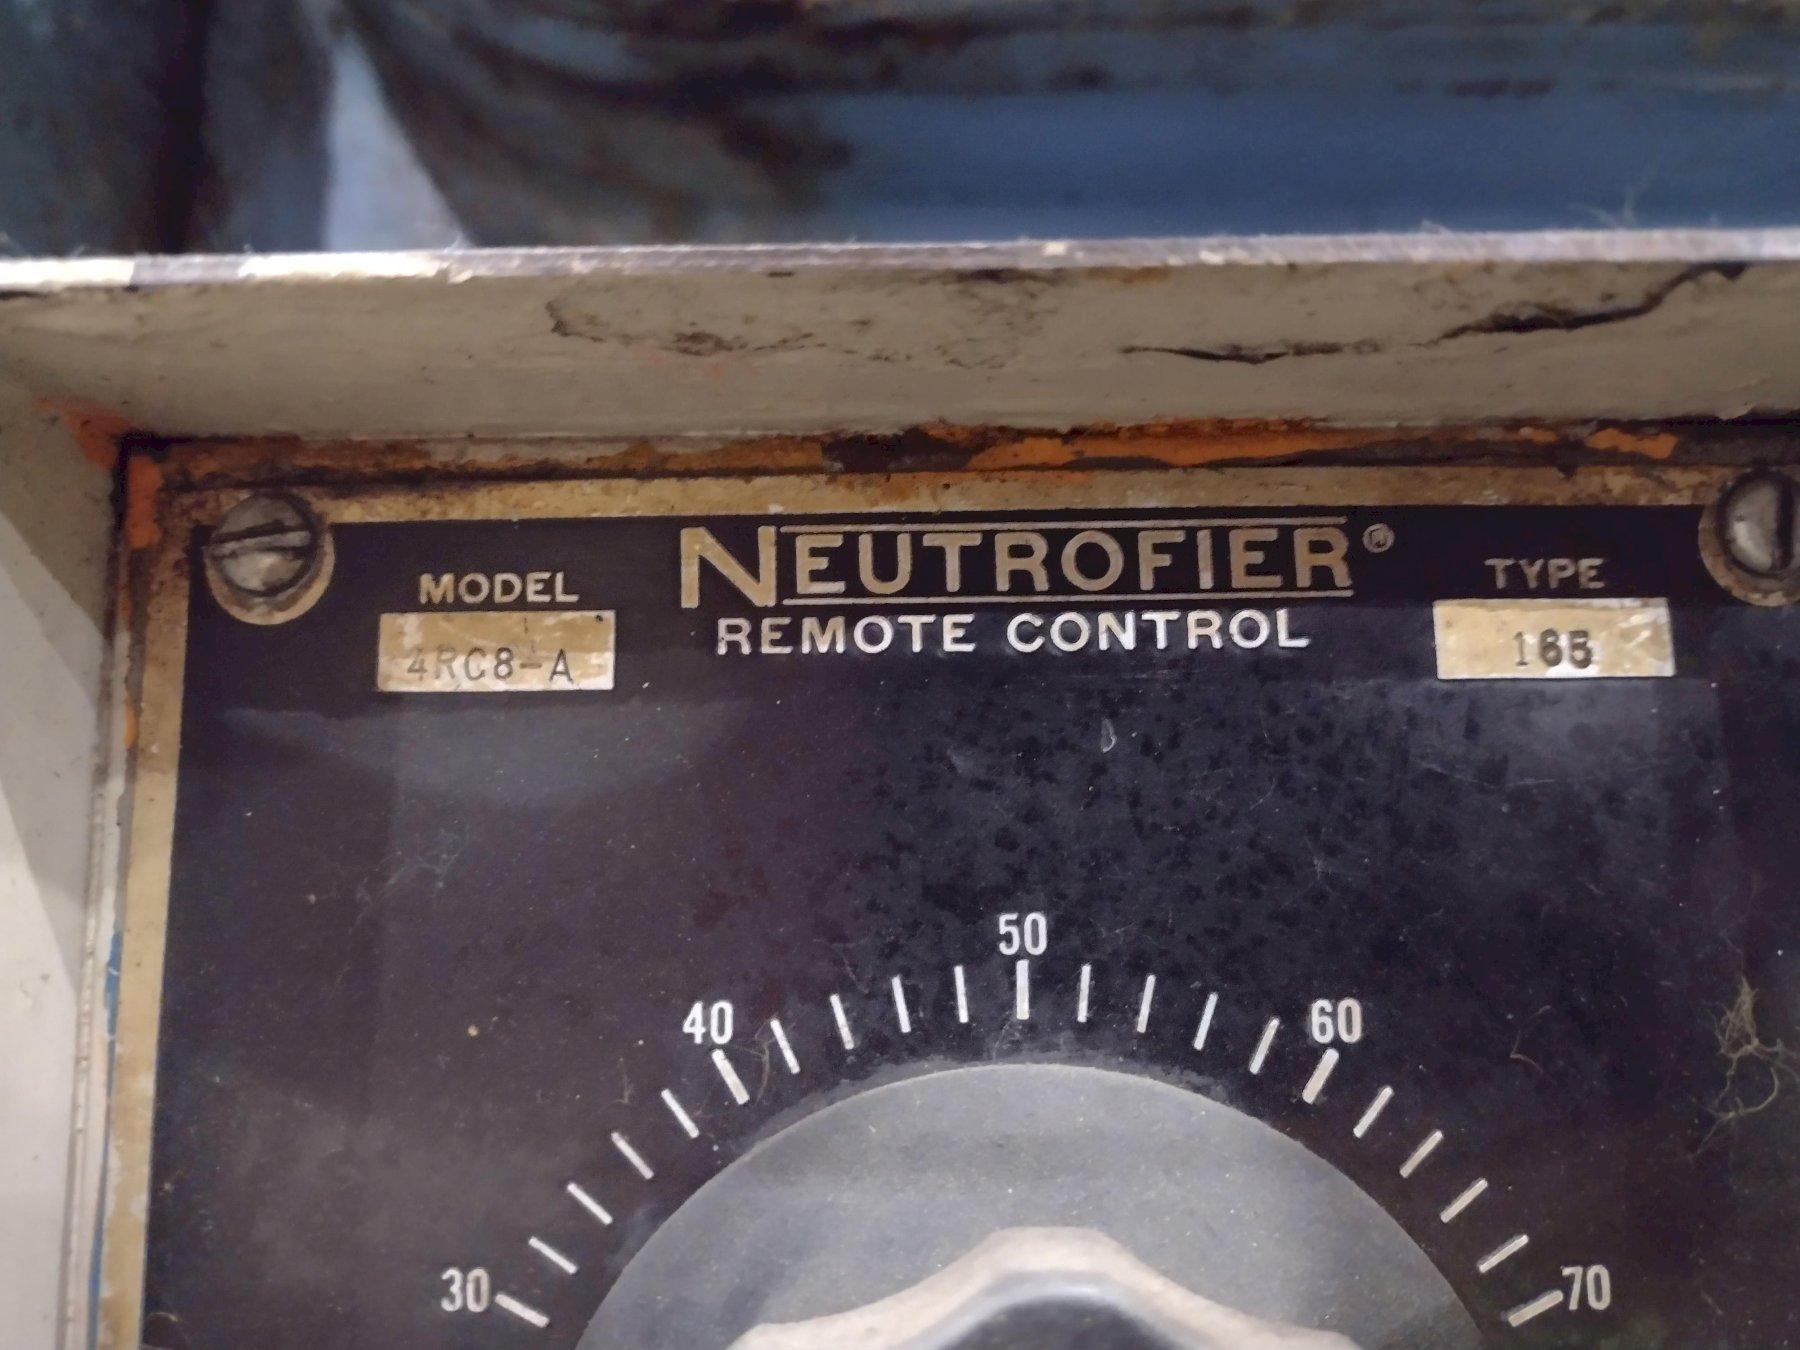 NEUTROFIER®
MODEL
TYPE
4RC8-A
REMOTE CONTROL
165
50
40
60
30
70